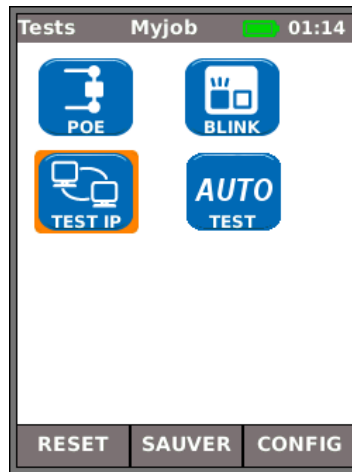 Tests Myjob 01:14
POE BLINK
TEST IP AUTO TEST
RESET SAUVER CONFIG